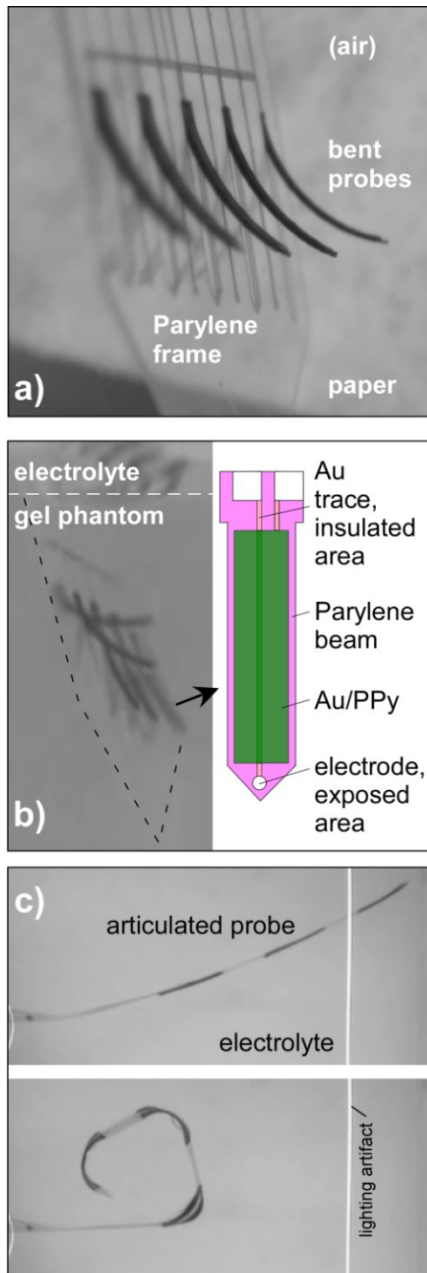 (air)
bent
probes
Parylene
frame
a)
paper
electrolyte
gel phantom
b)
Au
trace,
insulated
area
Parylene
beam
Au/PPy
electrode,
exposed
area
c)
articulated probe
electrolyte
lighting artifact